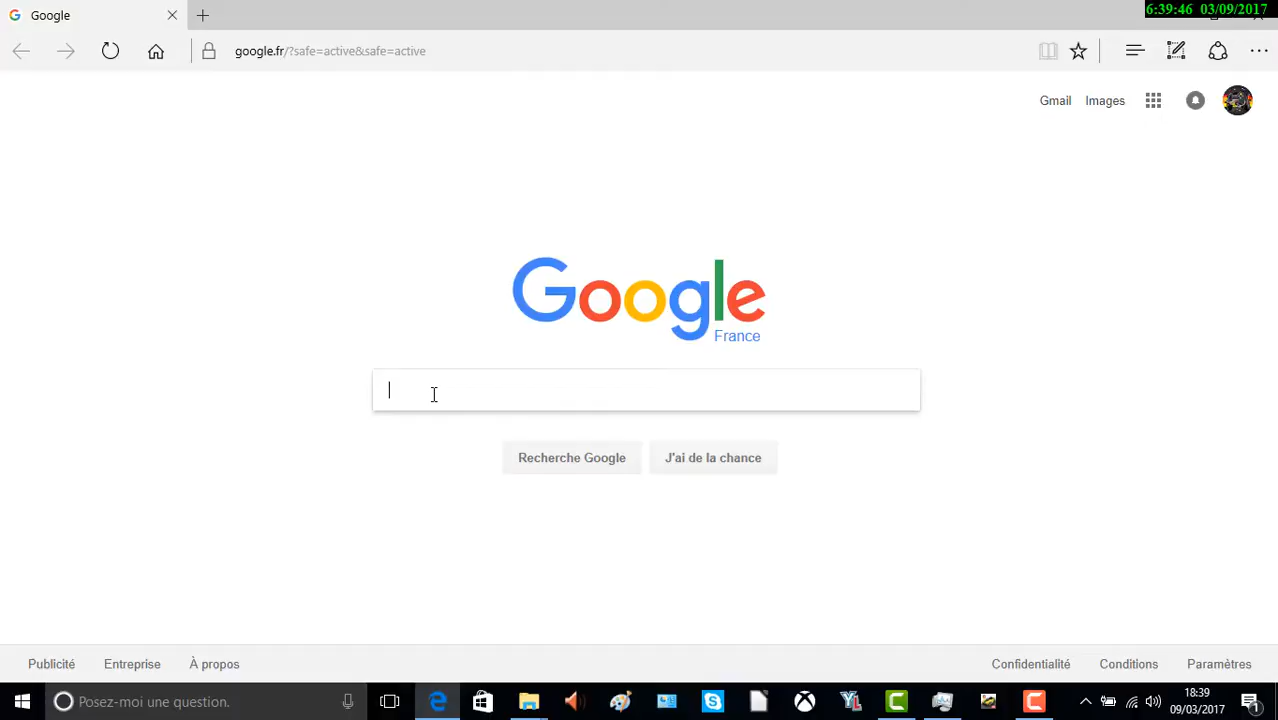 Google
6:39:46 03/09/2017
google.fr/?safe=active&safe=active
Gmail Images
Google
France
Recherche Google J'ai de la chance
Publicité Entreprise À propos Confidentialité Conditions Paramètres
Posez-moi une question.
18:39
09/03/2017
1